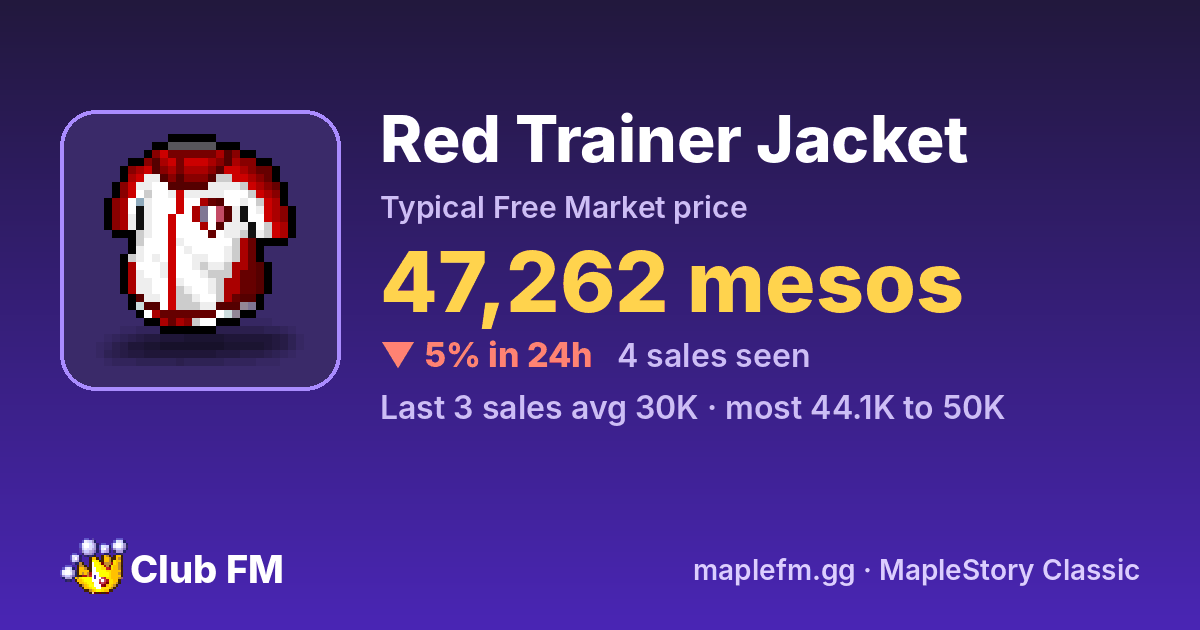 Red Trainer Jacket
Typical Free Market price
47,262 mesos
▼ 5% in 24h 4 sales seen
Last 3 sales avg 30K · most 44.1K to 50K
Club FM
maplefm.gg · MapleStory Classic